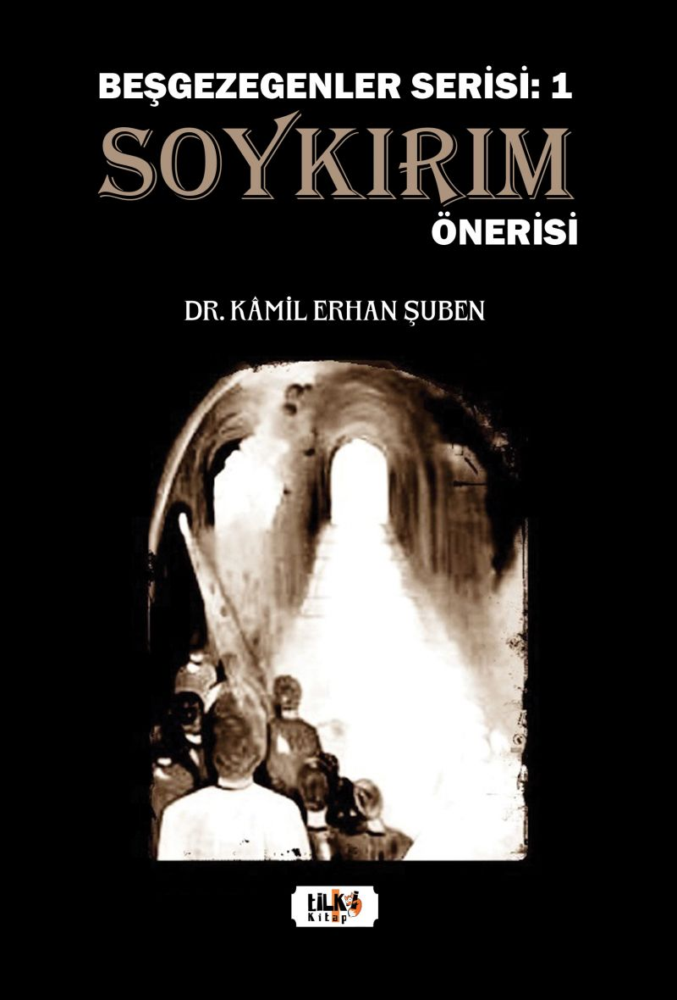 BEŞGEZEGENLER SERİSİ: 1
SOYKIRIM
ÖNERİSİ
DR. KÂMİL ERHAN ŞUBEN
tiLKi
Kitap